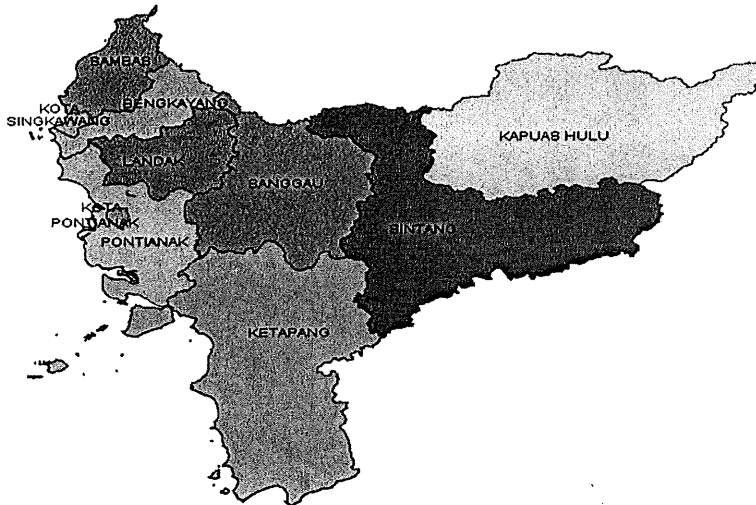 SAMBAS
BENGKAYANG
KOTA
SINGKAWANG
KAPUAS HULU
LANDAK
SANGGAU
KOTA
PONTIANAK
SINTANG
PONTIANAK
KETAPANG